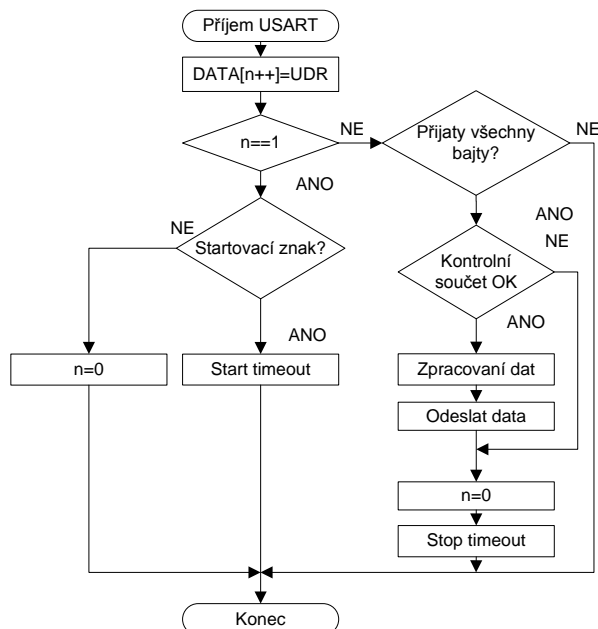 Příjem USART
DATA[n++]=UDR
n==1
NE
Přijaty všechny
bajty?
NE
ANO
ANO
NE
Startovací znak?
NE
Kontrolní
součet OK
ANO
ANO
n=0
Start timeout
Zpracovaní dat
Odeslat data
n=0
Stop timeout
Konec